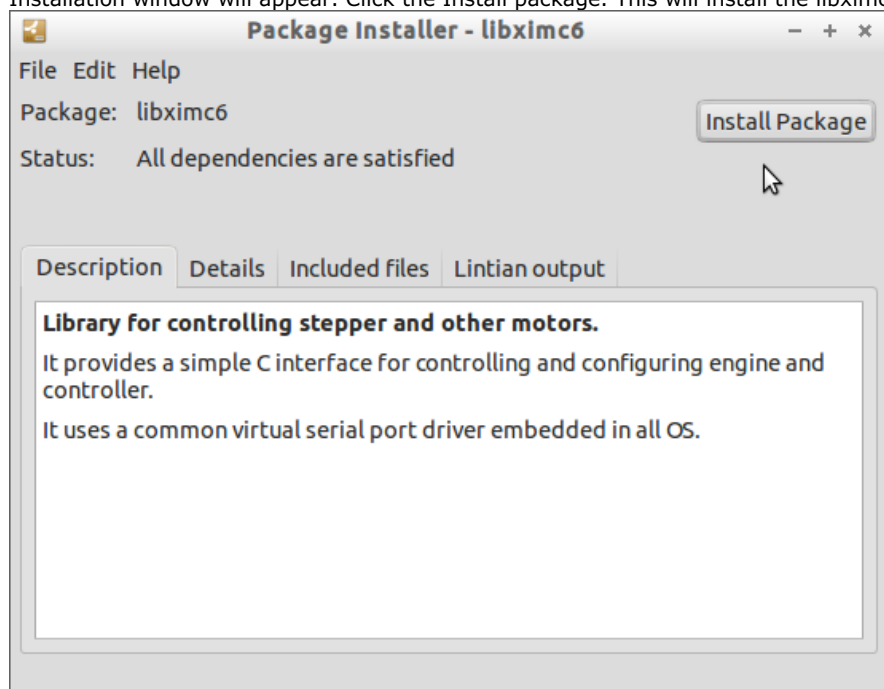 Installation window will appear. Click the Install package. This will install the libximc
Package Installer - libximc6
File Edit Help
Package: libximc6
Install Package
Status: All dependencies are satisfied
Description Details Included files Lintian output
Library for controlling stepper and other motors.
It provides a simple C interface for controlling and configuring engine and
controller.
It uses a common virtual serial port driver embedded in all OS.